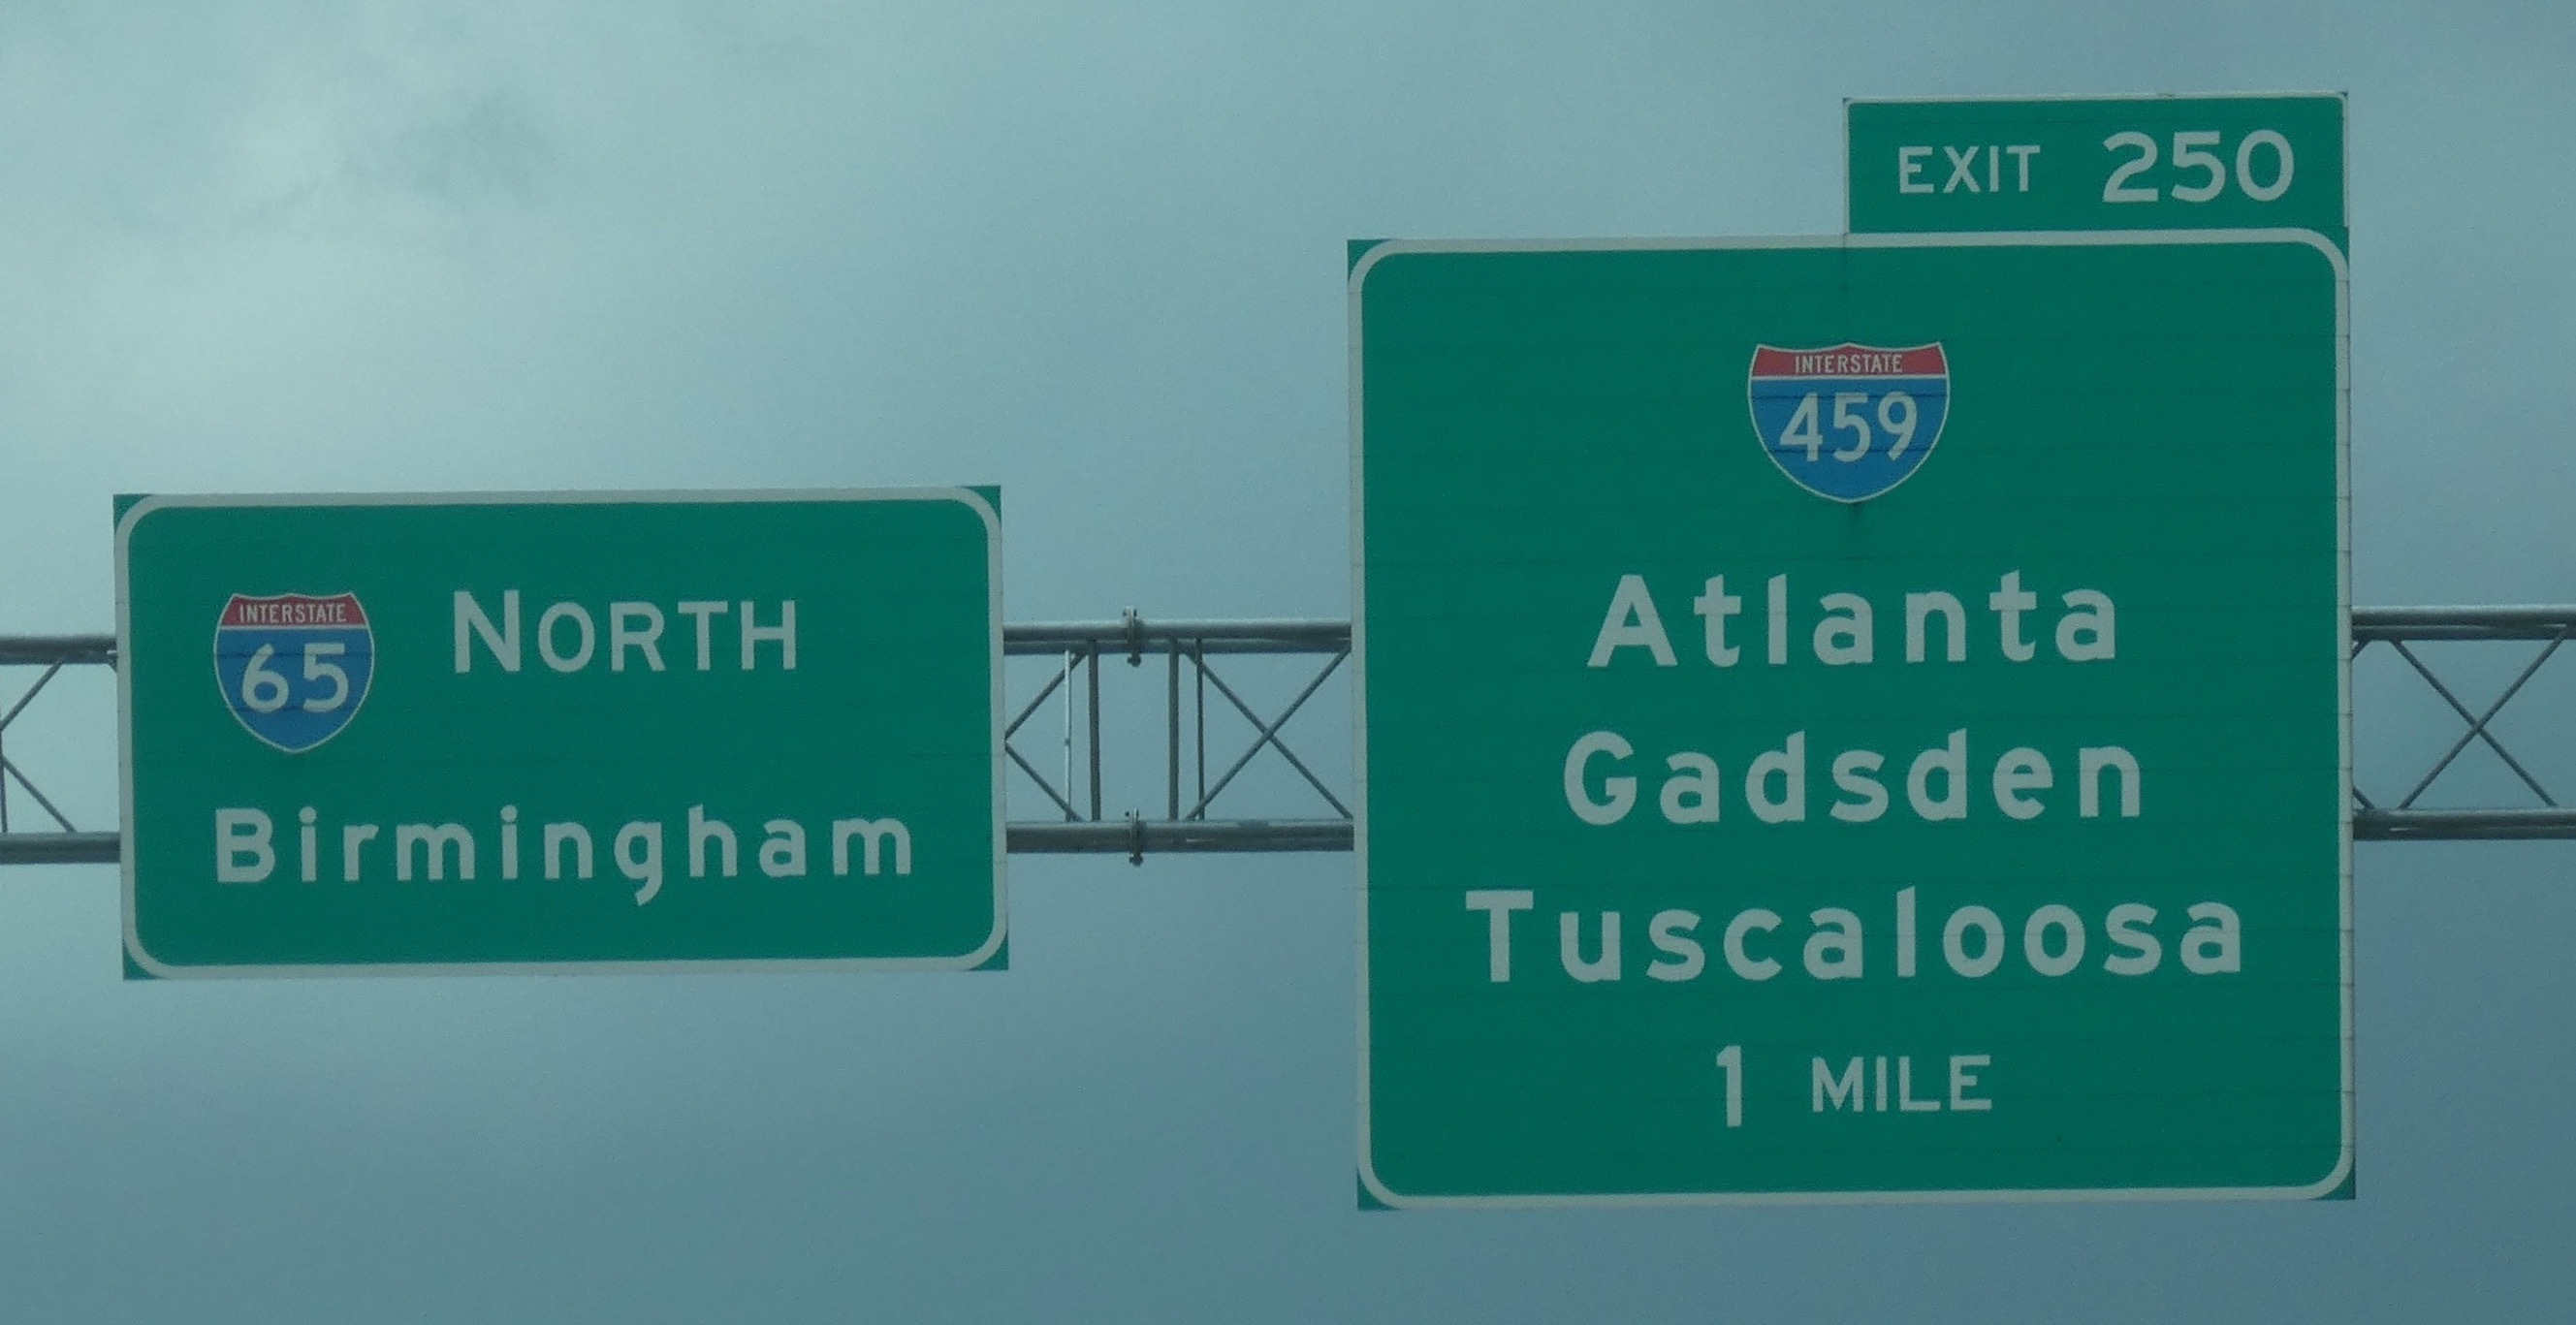 INTERSTATE
65 NORTH
Birmingham
EXIT 250
INTERSTATE
459
Atlanta
Gadsden
Tuscaloosa
1 MILE